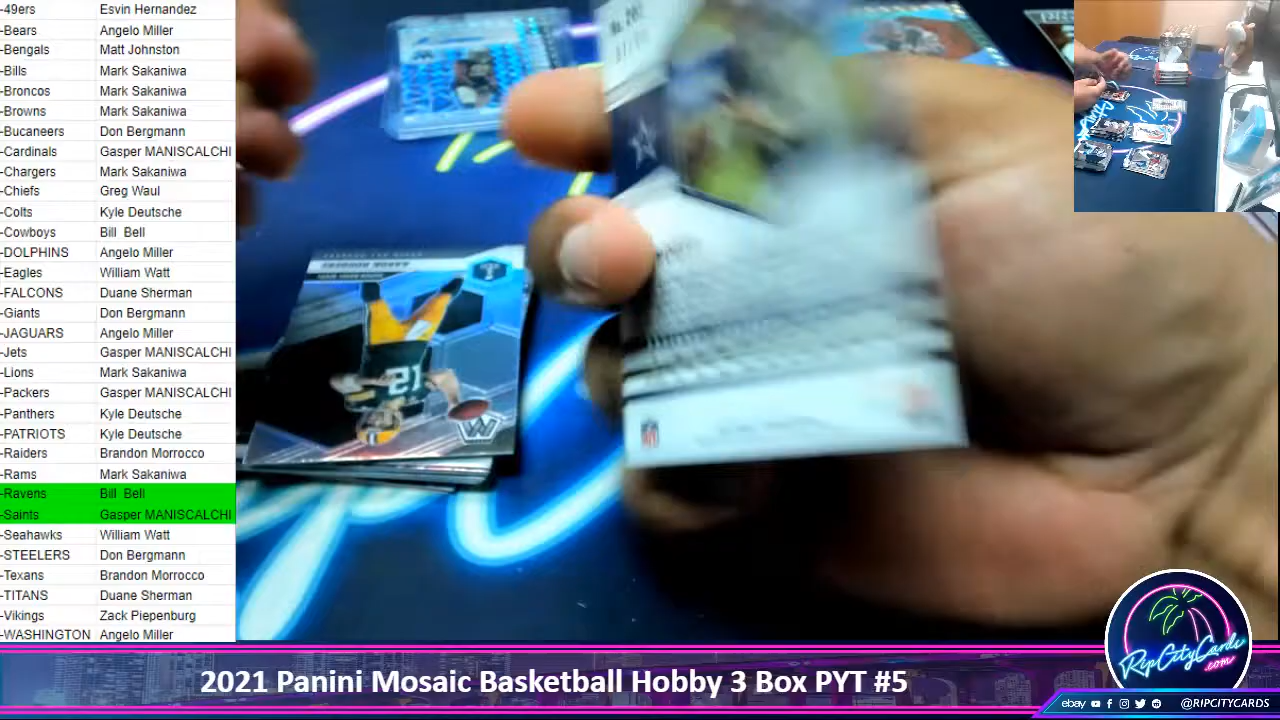 -49ers Esvin Hernandez
-Bears Angelo Miller
-Bengals Matt Johnston
-Bills Mark Sakaniwa
-Broncos Mark Sakaniwa
-Browns Mark Sakaniwa
-Bucaneers Don Bergmann
-Cardinals Gasper MANISCALCHI
-Chargers Mark Sakaniwa
-Chiefs Greg Waul
-Colts Kyle Deutsche
-Cowboys Bill Bell
-DOLPHINS Angelo Miller
-Eagles William Watt
-FALCONS Duane Sherman
-Giants Don Bergmann
-JAGUARS Angelo Miller
-Jets Gasper MANISCALCHI
-Lions Mark Sakaniwa
-Packers Gasper MANISCALCHI
-Panthers Kyle Deutsche
-PATRIOTS Kyle Deutsche
-Raiders Brandon Morrocco
-Rams Mark Sakaniwa
-Ravens Bill Bell
-Saints Gasper MANISCALCHI
-Seahawks William Watt
-STEELERS Don Bergmann
-Texans Brandon Morrocco
-TITANS Duane Sherman
-Vikings Zack Piepenburg
-WASHINGTON Angelo Miller
AARON RODGERS
12
NFL
RipCityCards
.com
2021 Panini Mosaic Basketball Hobby 3 Box PYT #5
ebay @RIPCITYCARDS